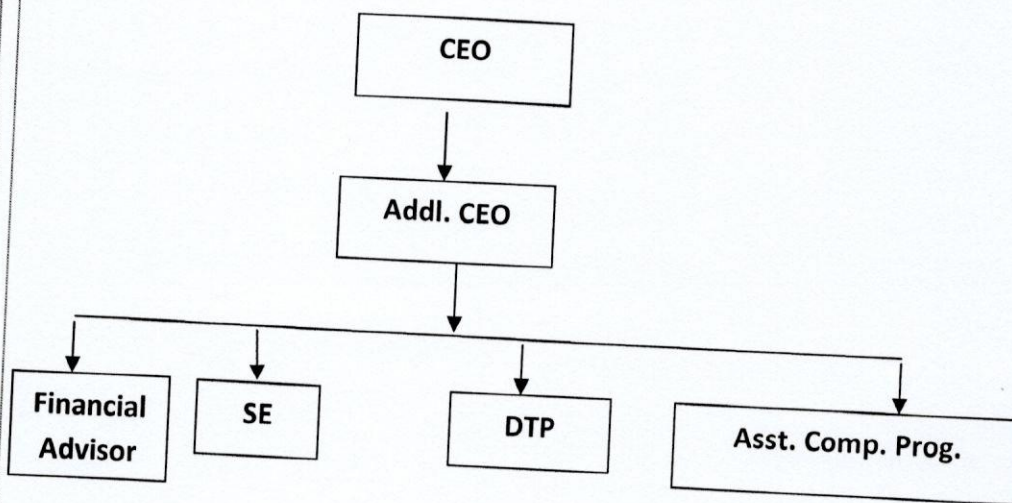 CEO
Addl. CEO
Financial
Advisor
SE
DTP
Asst. Comp. Prog.